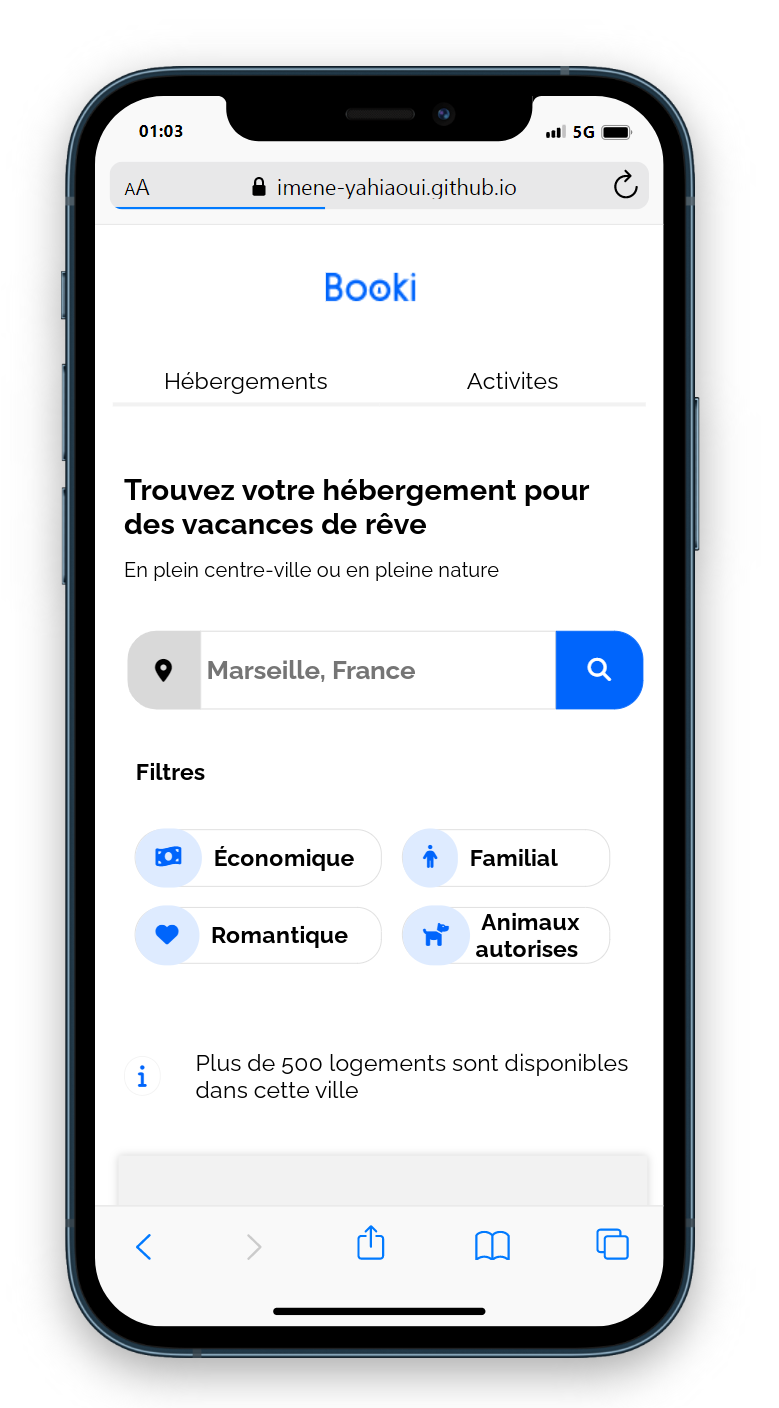 01:03
5G
AA
imene-yahiaoui.github.io
Booki
Hébergements
Activites
Trouvez votre hébergement pour
des vacances de rêve
En plein centre-ville ou en pleine nature
Marseille, France
Filtres
Économique
Familial
Romantique
Animaux
autorises
Plus de 500 logements sont disponibles
dans cette ville